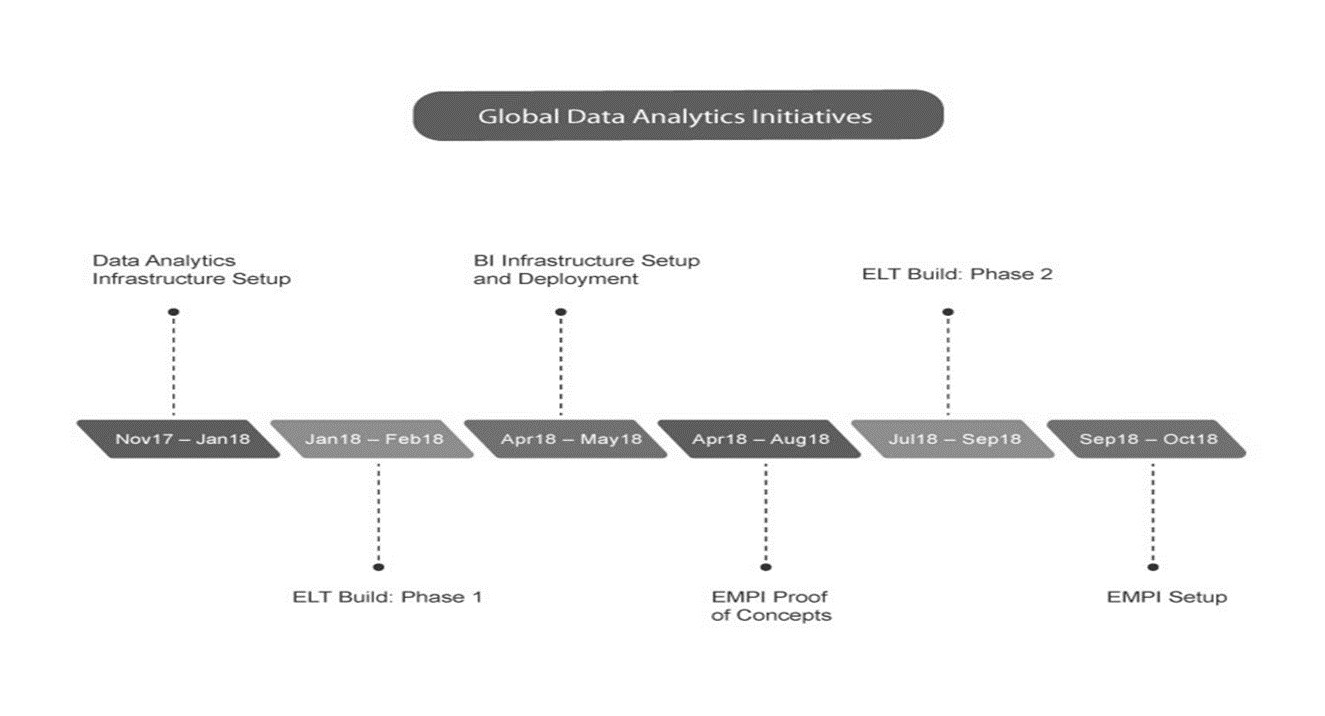 Global Data Analytics Initiatives
Data Analytics
Infrastructure Setup
BI Infrastructure Setup
and Deployment
ELT Build: Phase 2
Nov17 – Jan18
Jan18 – Feb18
Apr18 – May18
Apr18 – Aug18
Jul18 – Sep18
Sep18 – Oct18
ELT Build: Phase 1
EMPI Proof
of Concepts
EMPI Setup